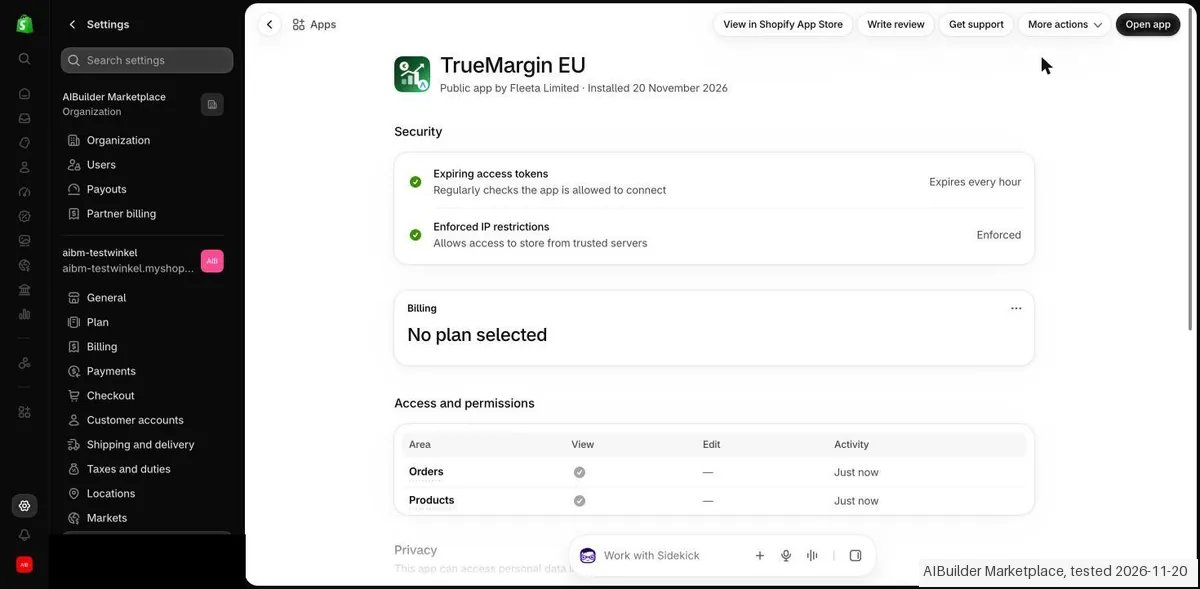 Settings
Search settings
AIBuilder Marketplace
Organization
Organization
Users
Payouts
Partner billing
aibm-testwinkel
aibm-testwinkel.myshop...
AIB
General
Plan
Billing
Payments
Checkout
Customer accounts
Shipping and delivery
Taxes and duties
Locations
Markets
AB
Apps
View in Shopify App Store
Write review
Get support
More actions
Open app
TrueMargin EU
Public app by Fleeta Limited · Installed 20 November 2026
Security
Expiring access tokens
Regularly checks the app is allowed to connect
Expires every hour
Enforced IP restrictions
Allows access to store from trusted servers
Enforced
Billing
No plan selected
Access and permissions
Area View Edit Activity
Orders — Just now
Products — Just now
Privacy
This app can access personal data
Work with Sidekick
AIBuilder Marketplace, tested 2026-11-20